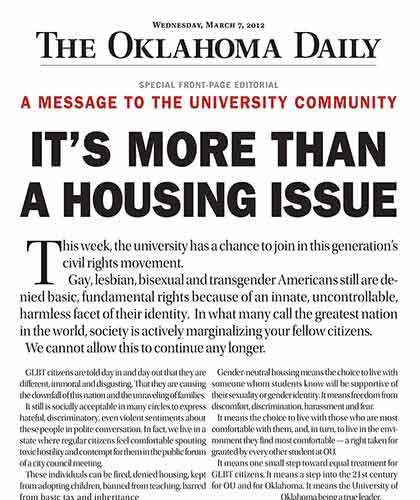 WEDNESDAY, MARCH 7, 2012
THE OKLAHOMA DAILY
SPECIAL FRONT-PAGE EDITORIAL
A MESSAGE TO THE UNIVERSITY COMMUNITY
IT'S MORE THAN
A HOUSING ISSUE
This week, the university has a chance to join in this generation's
civil rights movement.
Gay, lesbian, bisexual and transgender Americans still are de-
nied basic, fundamental rights because of an innate, uncontrollable,
harmless facet of their identity. In what many call the greatest nation
in the world, society is actively marginalizing your fellow citizens.
We cannot allow this to continue any longer.
GLBT citizens are told day in and day out that they are
different, immoral and disgusting. That they are causing
the downfall of this nation and the unraveling of families.
It still is socially acceptable in many circles to express
hateful, discriminatory, even violent sentiments about
these people in polite conversation. In fact, we live in a
state where regular citizens feel comfortable spouting
toxic hostility and contempt for them in the public forum
of a city council meeting.
These individuals can be fired, denied housing, kept
from adopting children, banned from teaching, barred
from basic tax and inheritance
Gender-neutral housing means the choice to live with
someone whom students know will be supportive of
their sexuality or gender identity. It means freedom from
discomfort, discrimination, harassment and fear.
It means the choice to live with those who are most
comfortable with them, and, in turn, to live in the envi-
ronment they find most comfortable — a right taken for
granted by every other student at OU.
It means one small step toward equal treatment for
GLBT citizens. It means a step into the 21st century
for OU and for Oklahoma. It means the University of
Oklahoma being a true leader.